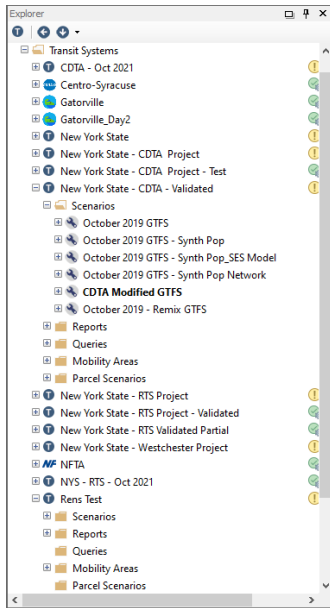 Explorer
Transit Systems
CDTA - Oct 2021
Centro-Syracuse
Gatorville
Gatorville_Day2
New York State
New York State - CDTA  Project
New York State - CDTA  Project - Test
New York State - CDTA - Validated
Scenarios
October 2019 GTFS
October 2019 GTFS - Synth Pop
October 2019 GTFS - Synth Pop_SES Model
October 2019 GTFS - Synth Pop Network
CDTA Modified GTFS
October 2019 - Remix GTFS
Reports
Queries
Mobility Areas
Parcel Scenarios
New York State - RTS Project
New York State - RTS Project - Validated
New York State - RTS Validated Partial
New York State - Westchester Project
NF NFTA
NYS - RTS - Oct 2021
Rens Test
Scenarios
Reports
Queries
Mobility Areas
Parcel Scenarios